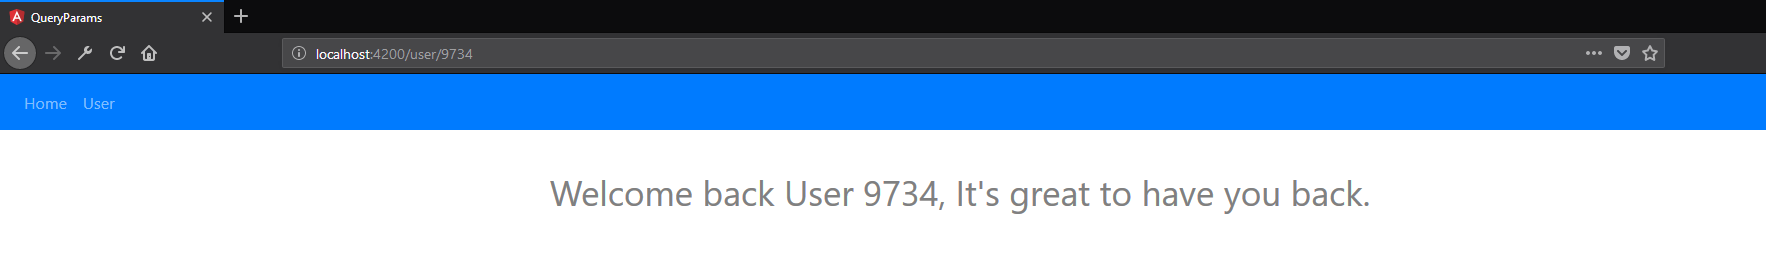 QueryParams
localhost:4200/user/9734
Home User
Welcome back User 9734, It's great to have you back.